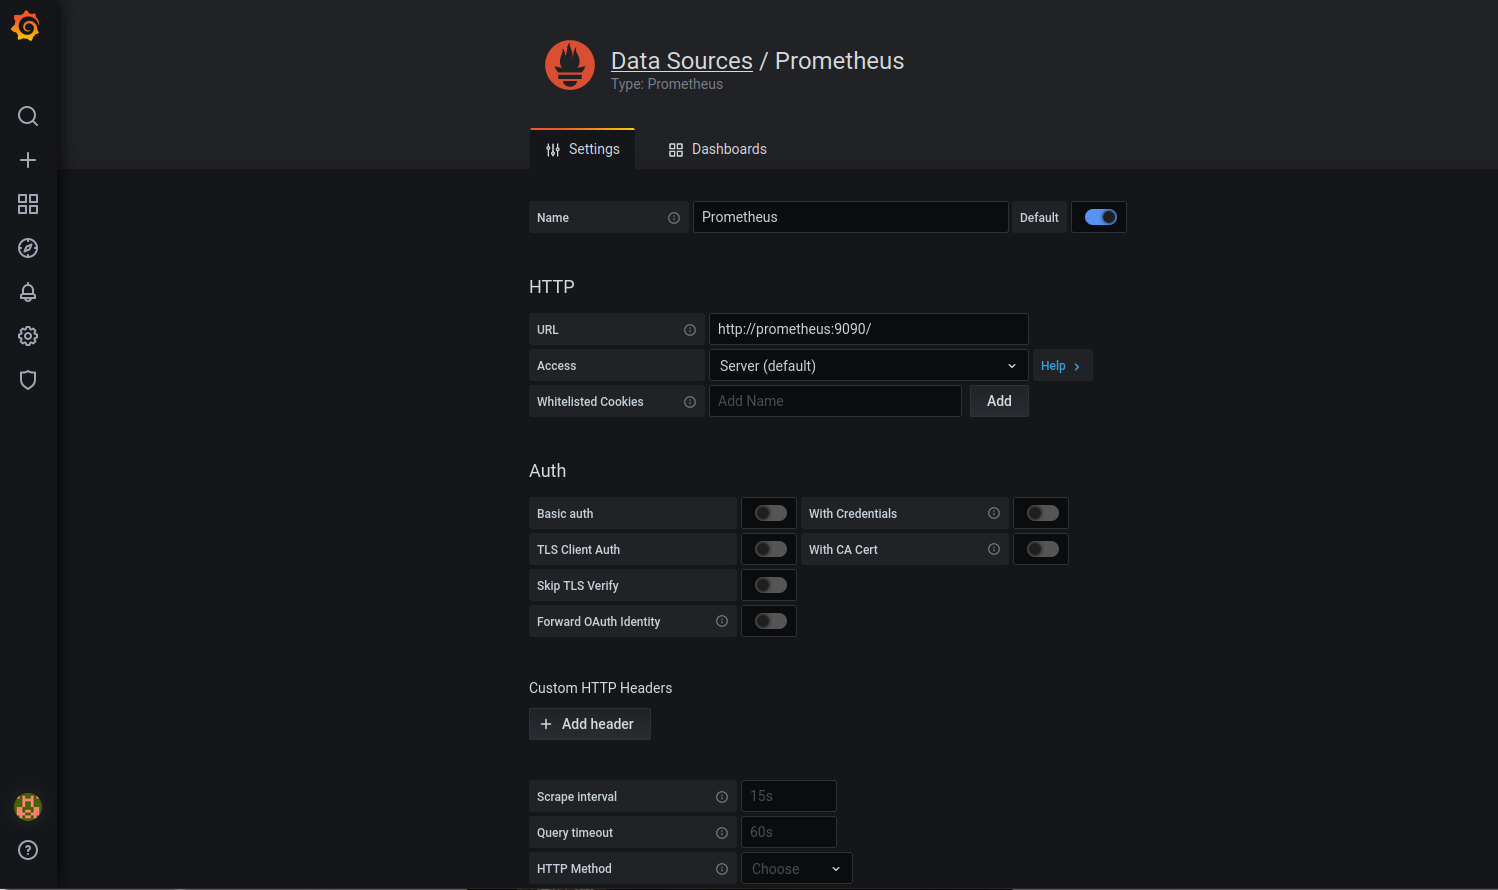 Data Sources / Prometheus
Type: Prometheus
Settings
Dashboards
Name
Prometheus
Default
HTTP
URL
http://prometheus:9090/
Access
Server (default)
Help
Whitelisted Cookies
Add Name
Add
Auth
Basic auth
With Credentials
TLS Client Auth
With CA Cert
Skip TLS Verify
Forward OAuth Identity
Custom HTTP Headers
Add header
Scrape interval
15s
Query timeout
60s
HTTP Method
Choose